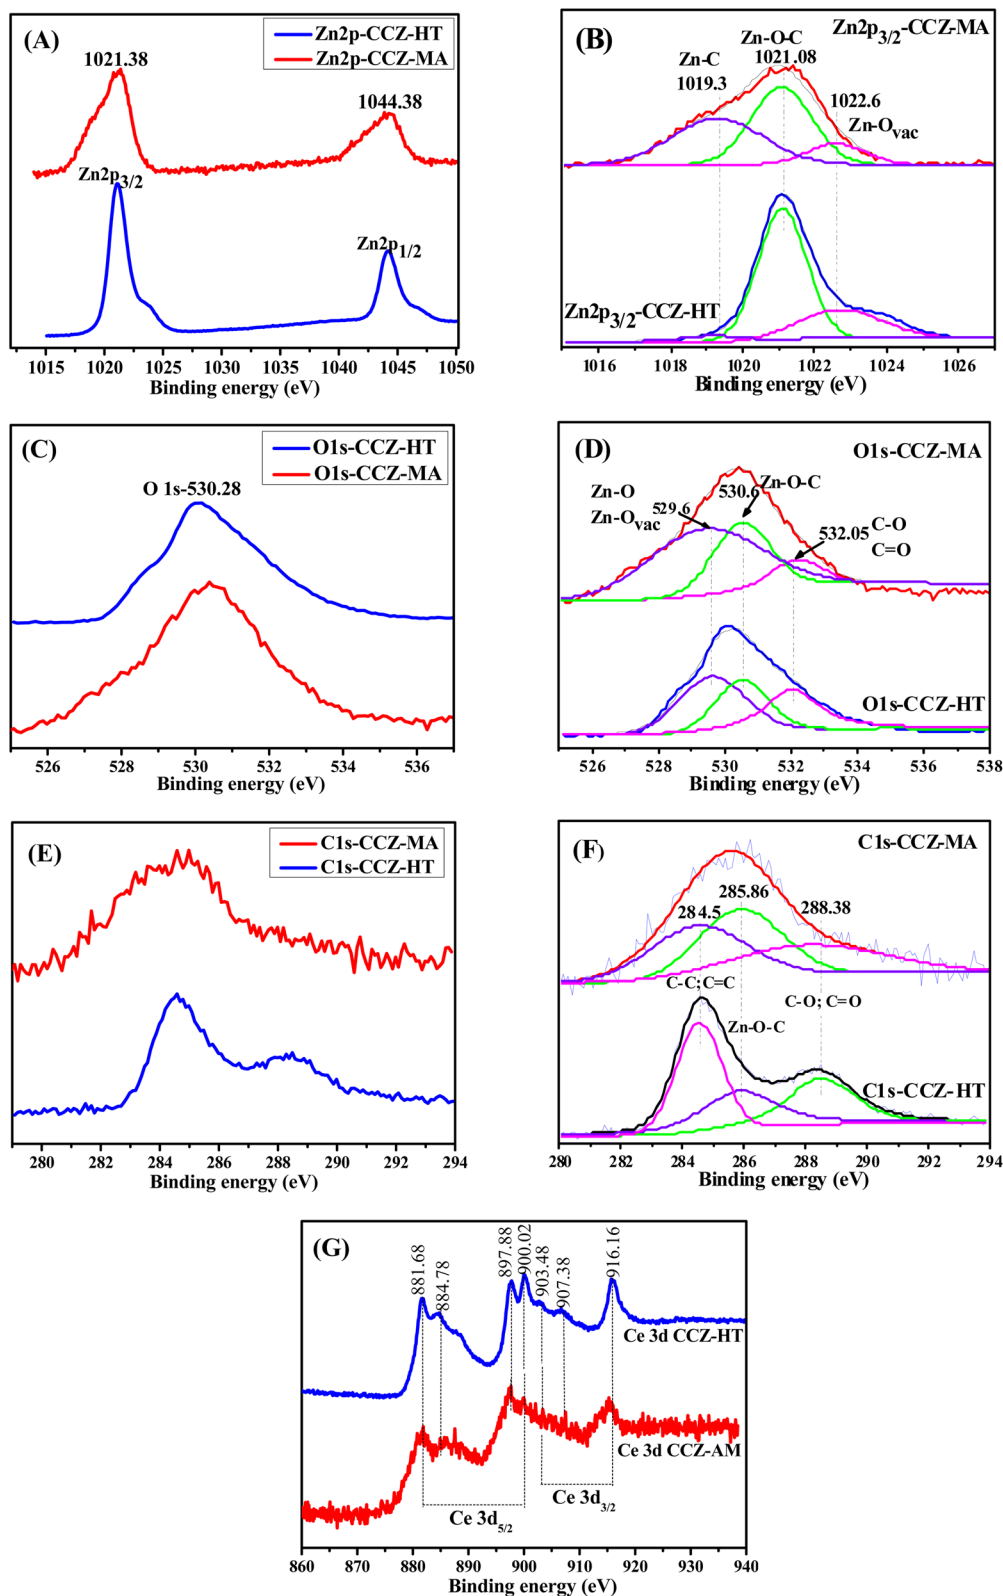 (A)
Zn2p-CCZ-HT
Zn2p-CCZ-MA
1021.38
1044.38
Zn2p3/2
Zn2p1/2
1015 1020 1025 1030 1035 1040 1045 1050
Binding energy (eV)
(B)
Zn2p3/2-CCZ-MA
Zn-O-C
Zn-C
1021.08
1019.3
1022.6
Zn-Ovac
Zn2p3/2-CCZ-HT
1016 1018 1020 1022 1024 1026
Binding energy (eV)
(C)
O1s-CCZ-HT
O1s-CCZ-MA
O 1s-530.28
526 528 530 532 534 536
Binding energy (eV)
(D)
O1s-CCZ-MA
Zn-O
Zn-Ovac
529.6
530.6
Zn-O-C
532.05
C-O
C=O
O1s-CCZ-HT
526 528 530 532 534 536 538
Binding energy (eV)
(E)
C1s-CCZ-MA
C1s-CCZ-HT
280 282 284 286 288 290 292 294
Binding energy (eV)
(F)
C1s-CCZ-MA
285.86
284.5
288.38
C-C; C=C
C-O; C=O
Zn-O-C
C1s-CCZ-HT
280 282 284 286 288 290 292 294
Binding energy (eV)
(G)
881.68
884.78
897.88
900.02
903.48
907.38
916.16
Ce 3d CCZ-HT
Ce 3d CCZ-AM
Ce 3d5/2
Ce 3d3/2
860 870 880 890 900 910 920 930 940
Binding energy (eV)